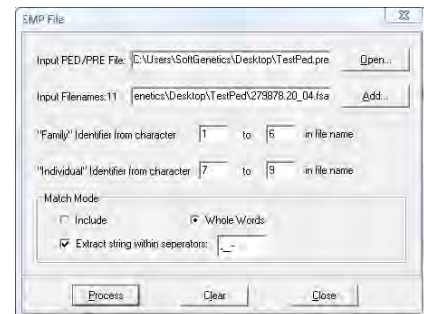 EMP File
Input PED/PRE File: C:\Users\SoftGenetics\Desktop\TestPed.pre Open...
Input Filenames:11 enetics\Desktop\TestPed\279878.20_04.fsa Add...
"Family" Identifier from character 1 to 6 in file name
"Individual" Identifier from character 7 to 9 in file name
Match Mode
Include Whole Words
Extract string within seperators: ._-
Process Clear Close